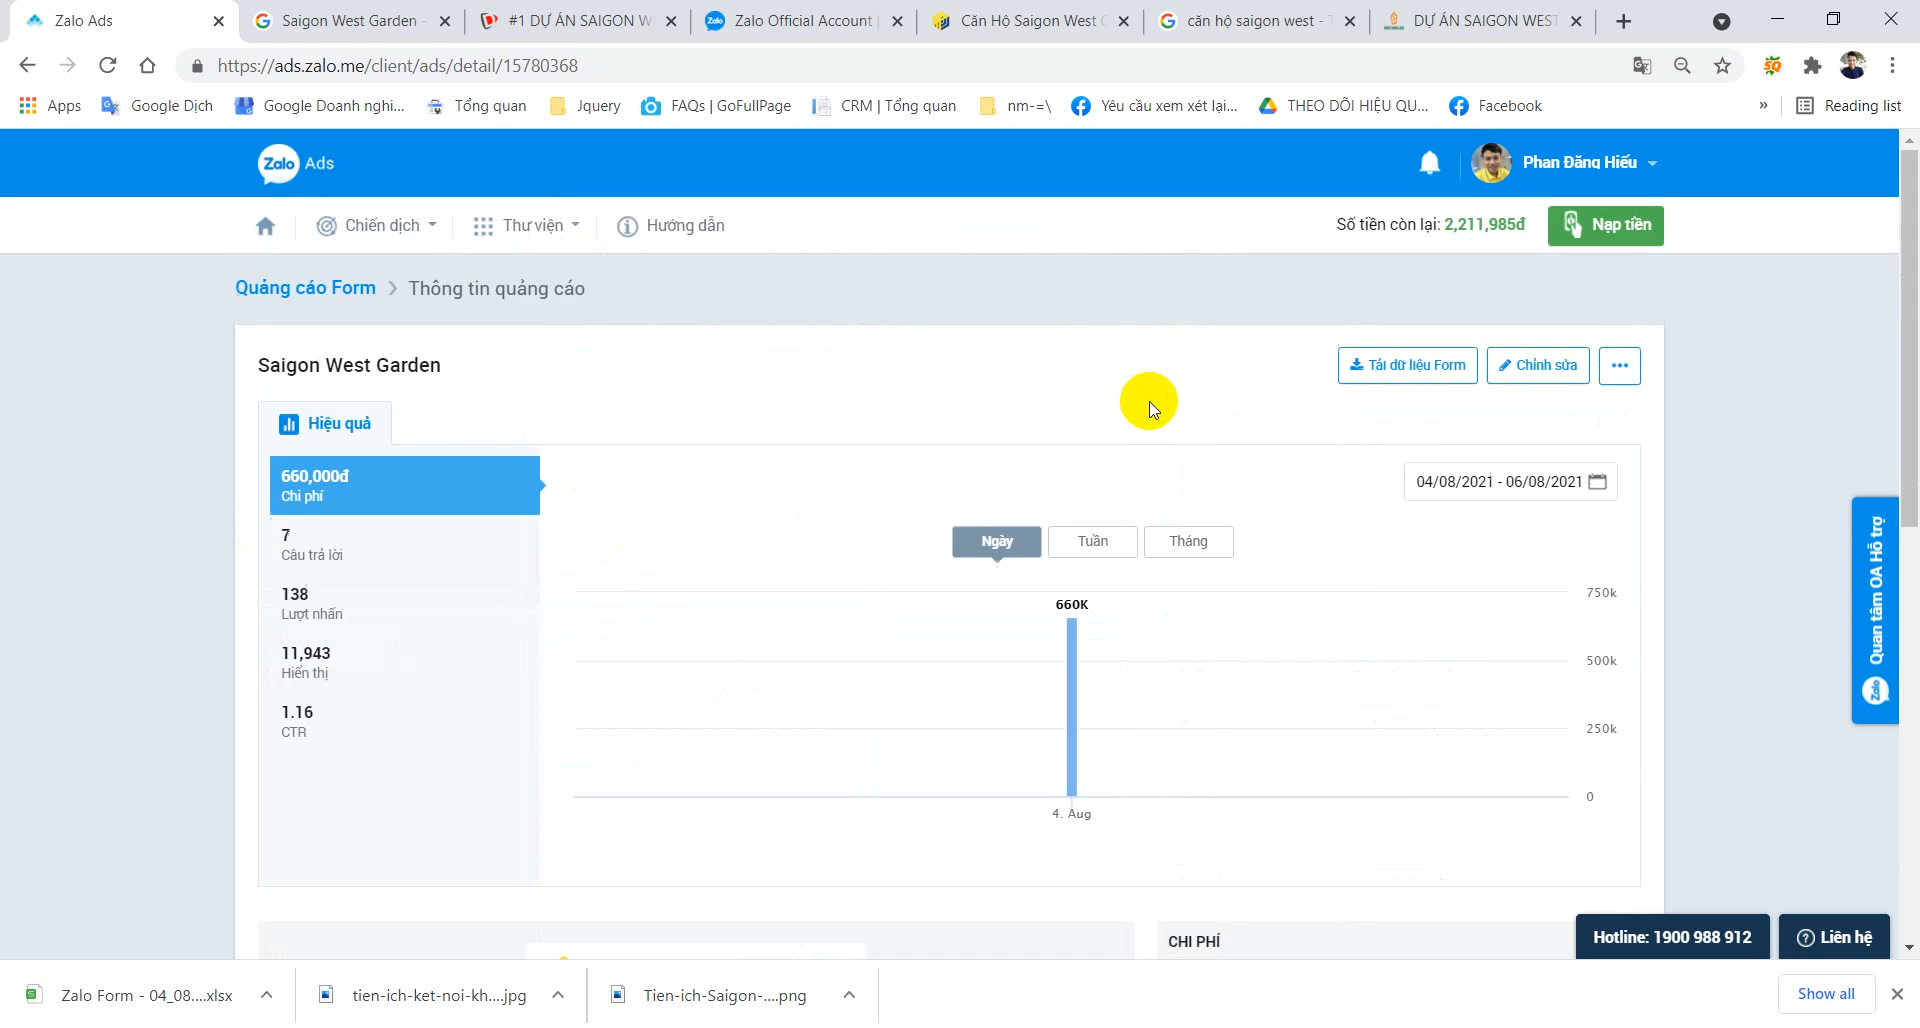 Zalo Ads
Saigon West Garden -
#1 DỰ ÁN SAIGON W
Zalo Official Account
Căn Hộ Saigon West
căn hộ saigon west -
DỰ ÁN SAIGON WEST
https://ads.zalo.me/client/ads/detail/15780368
Apps
Google Dịch
Google Doanh nghi...
Tổng quan
Jquery
FAQs | GoFullPage
CRM | Tổng quan
nm-=\
Yêu cầu xem xét lại...
THEO DÕI HIỆU QU...
Facebook
»
Reading list
Zalo Ads
Phan Đăng Hiếu
Chiến dịch
Thư viện
Hướng dẫn
Số tiền còn lại: 2,211,985đ
Nạp tiền
Quảng cáo Form > Thông tin quảng cáo
Saigon West Garden
Tải dữ liệu Form
Chỉnh sửa
...
Hiệu quả
660,000đ
Chi phí
7
Câu trả lời
138
Lượt nhấn
11,943
Hiển thị
1.16
CTR
04/08/2021 - 06/08/2021
Ngày
Tuần
Tháng
660K
750k
500k
250k
0
4. Aug
Quan tâm OA Hỗ trợ
Zalo
CHI PHÍ
Hotline: 1900 988 912
Liên hệ
Zalo Form - 04_08....xlsx
tien-ich-ket-noi-kh....jpg
Tien-ich-Saigon-....png
Show all